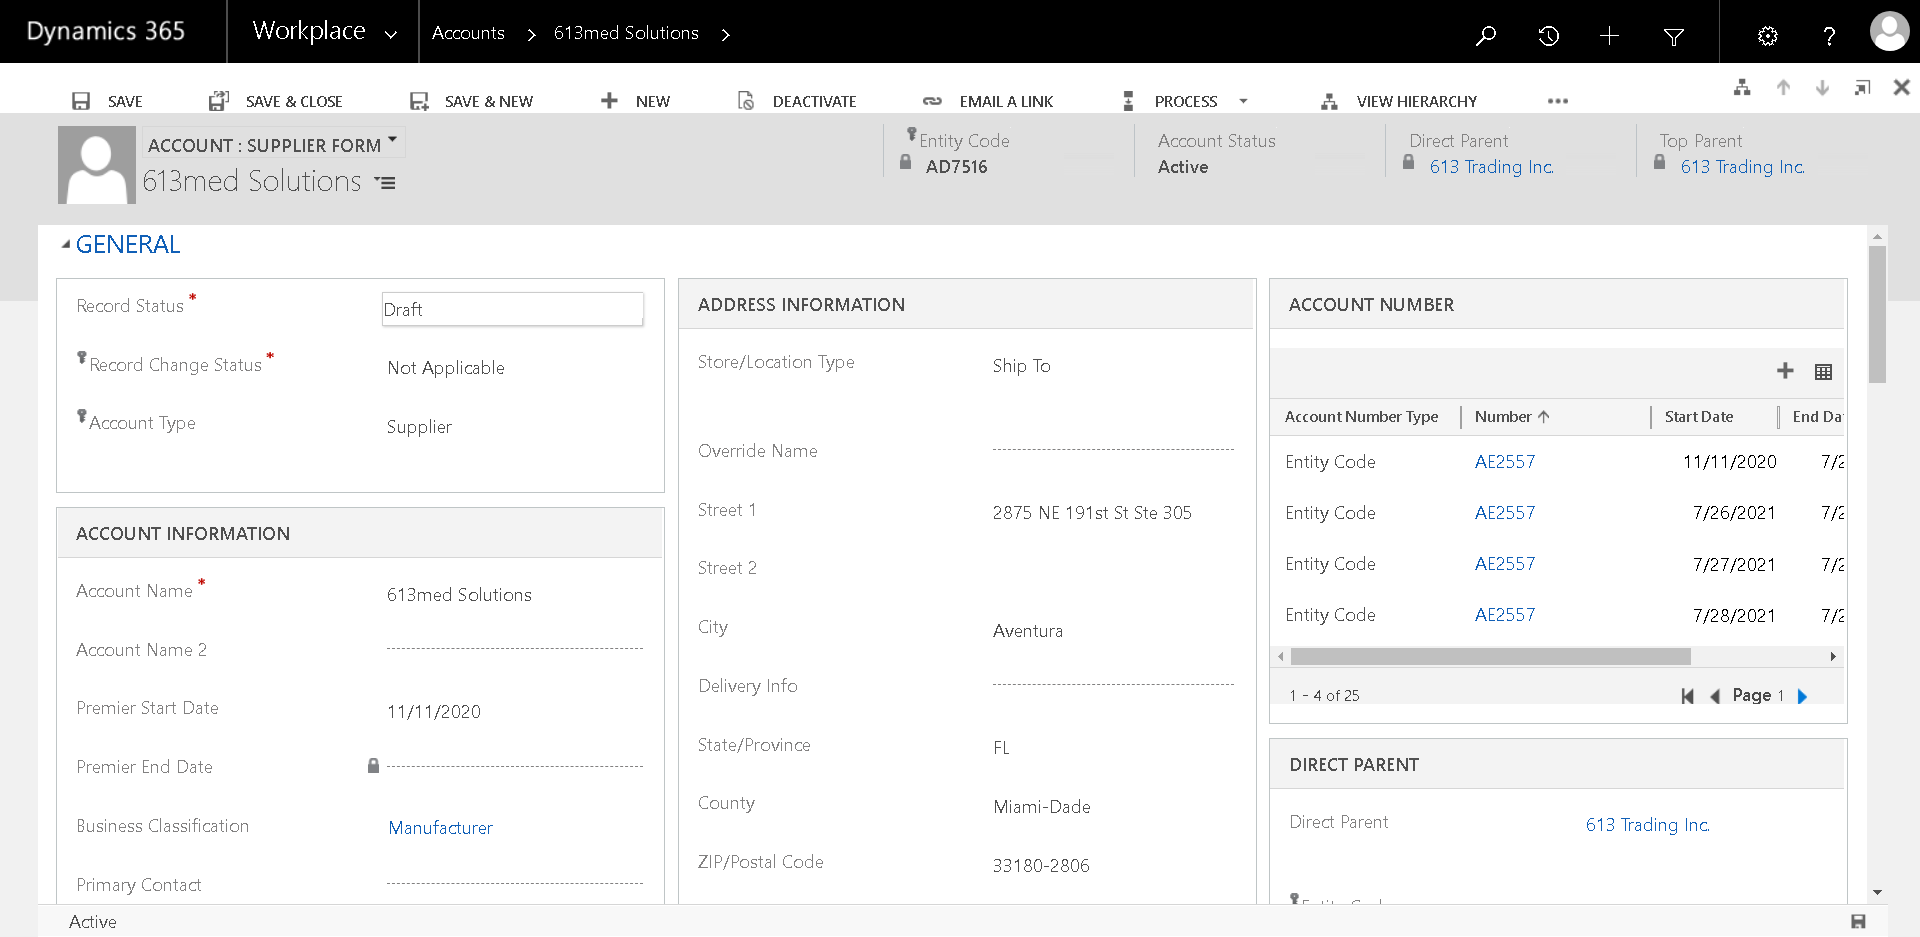 Dynamics 365
Workplace
Accounts
613med Solutions
SAVE
SAVE & CLOSE
SAVE & NEW
NEW
DEACTIVATE
EMAIL A LINK
PROCESS
VIEW HIERARCHY
ACCOUNT : SUPPLIER FORM
613med Solutions
Entity Code
AD7516
Account Status
Active
Direct Parent
613 Trading Inc.
Top Parent
613 Trading Inc.
GENERAL
Record Status *
Draft
Record Change Status *
Not Applicable
Account Type
Supplier
ACCOUNT INFORMATION
Account Name *
613med Solutions
Account Name 2
Premier Start Date
11/11/2020
Premier End Date
Business Classification
Manufacturer
Primary Contact
ADDRESS INFORMATION
Store/Location Type
Ship To
Override Name
Street 1
2875 NE 191st St Ste 305
Street 2
City
Aventura
Delivery Info
State/Province
FL
County
Miami-Dade
ZIP/Postal Code
33180-2806
ACCOUNT NUMBER
Account Number Type Number Start Date End Da
Entity Code AE2557 11/11/2020 7/2
Entity Code AE2557 7/26/2021 7/2
Entity Code AE2557 7/27/2021 7/2
Entity Code AE2557 7/28/2021 7/2
1 - 4 of 25
Page 1
DIRECT PARENT
Direct Parent
613 Trading Inc.
Active